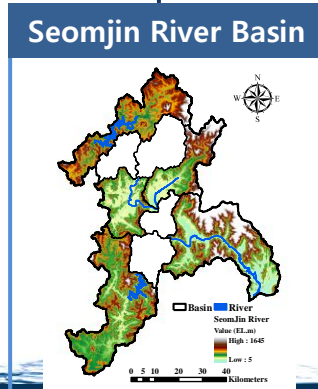 Seomjin River Basin
N
W E
S
Basin River
SeomJin River
Value (EL.m)
High : 1645
Low : 5
0 5 10 20 30 40
Kilometers